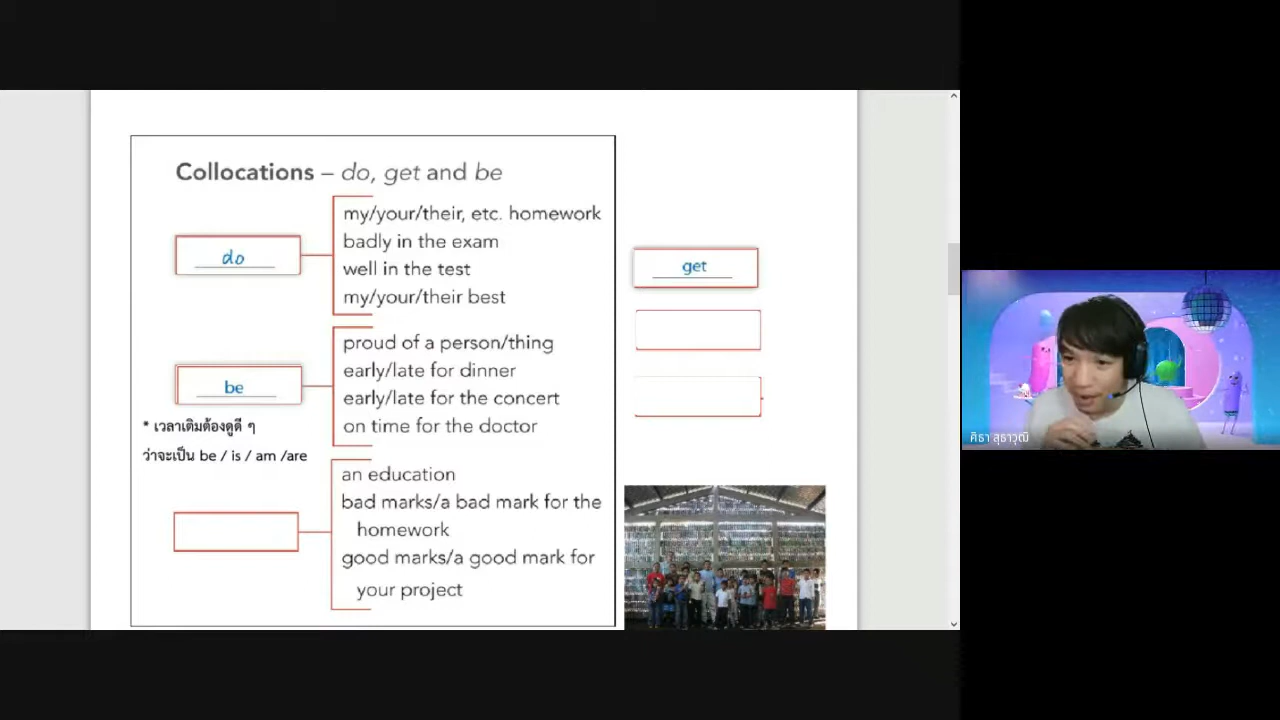 Collocations – do, get and be
do
my/your/their, etc. homework
badly in the exam
well in the test
my/your/their best
get
be
proud of a person/thing
early/late for dinner
early/late for the concert
on time for the doctor
* เวลาเติมต้องดูดี ๆ
ว่าจะเป็น be / is / am /are
an education
bad marks/a bad mark for the
homework
good marks/a good mark for
your project
ศิธา สุธาวุฒิ